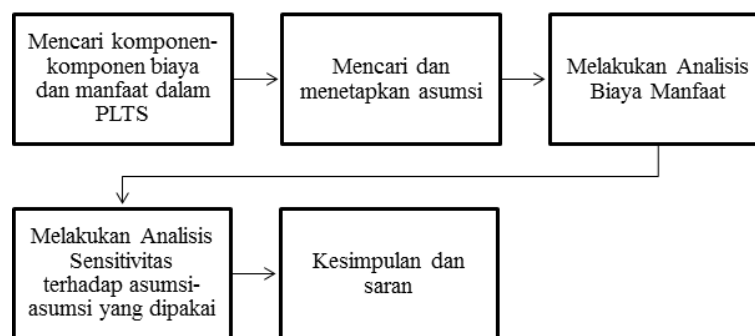 Mencari komponen-
komponen biaya
dan manfaat dalam
PLTS
Mencari dan
menetapkan asumsi
Melakukan Analisis
Biaya Manfaat
Melakukan Analisis
Sensitivitas
terhadap asumsi-
asumsi yang dipakai
Kesimpulan dan
saran